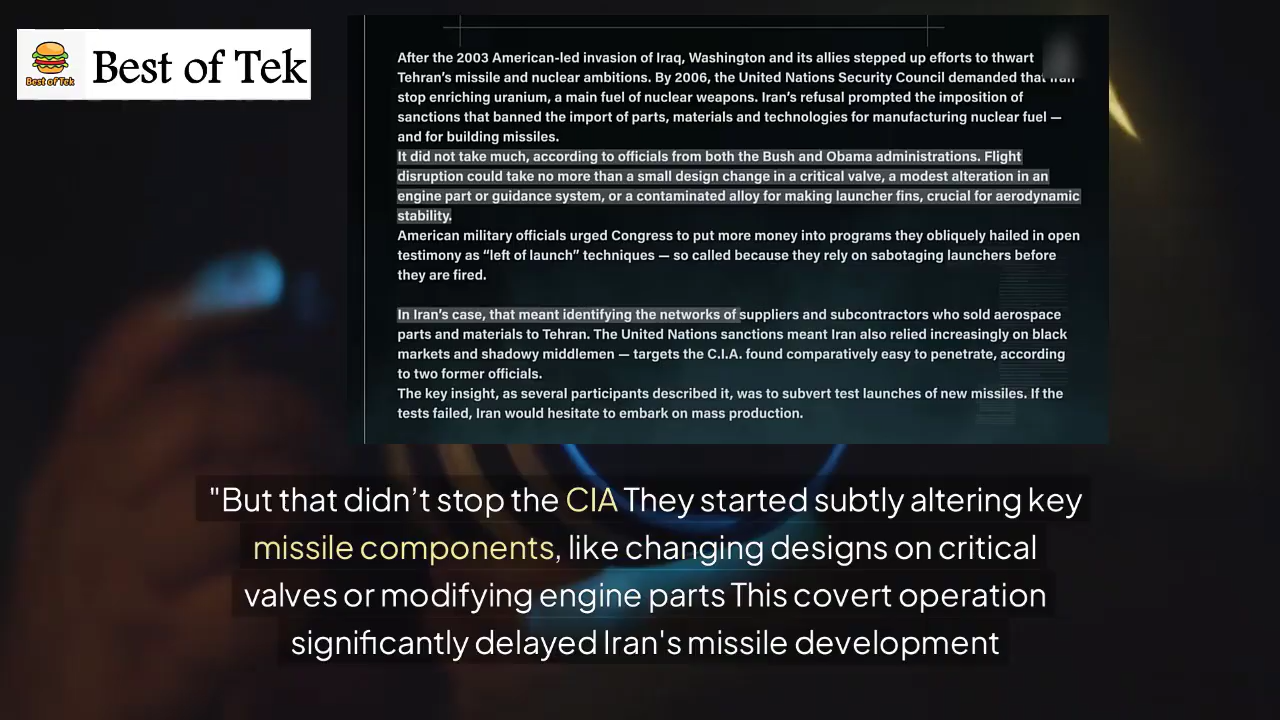 Best of Tek
Best of Tek
After the 2003 American-led invasion of Iraq, Washington and its allies stepped up efforts to thwart
Tehran’s missile and nuclear ambitions. By 2006, the United Nations Security Council demanded that Iran
stop enriching uranium, a main fuel of nuclear weapons. Iran’s refusal prompted the imposition of
sanctions that banned the import of parts, materials and technologies for manufacturing nuclear fuel —
and for building missiles.
It did not take much, according to officials from both the Bush and Obama administrations. Flight
disruption could take no more than a small design change in a critical valve, a modest alteration in an
engine part or guidance system, or a contaminated alloy for making launcher fins, crucial for aerodynamic
stability.
American military officials urged Congress to put more money into programs they obliquely hailed in open
testimony as “left of launch” techniques — so called because they rely on sabotaging launchers before
they are fired.
In Iran’s case, that meant identifying the networks of suppliers and subcontractors who sold aerospace
parts and materials to Tehran. The United Nations sanctions meant Iran also relied increasingly on black
markets and shadowy middlemen — targets the C.I.A. found comparatively easy to penetrate, according
to two former officials.
The key insight, as several participants described it, was to subvert test launches of new missiles. If the
tests failed, Iran would hesitate to embark on mass production.
"But that didn’t stop the CIA They started subtly altering key
missile components, like changing designs on critical
valves or modifying engine parts This covert operation
significantly delayed Iran's missile development